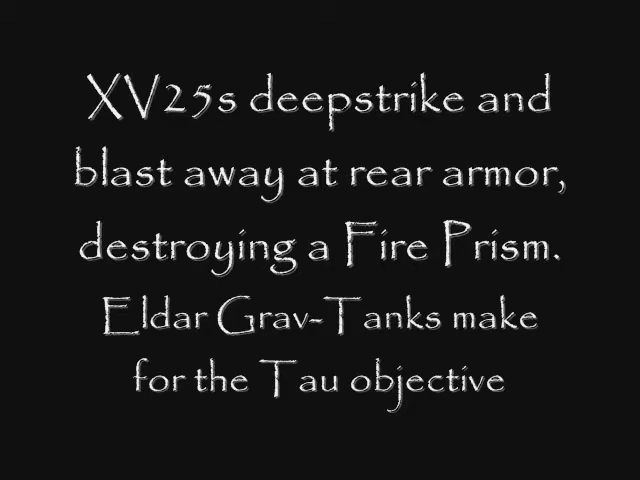 XV25s deepstrike and
blast away at rear armor,
destroying a Fire Prism.
Eldar Grav-Tanks make
for the Tau objective